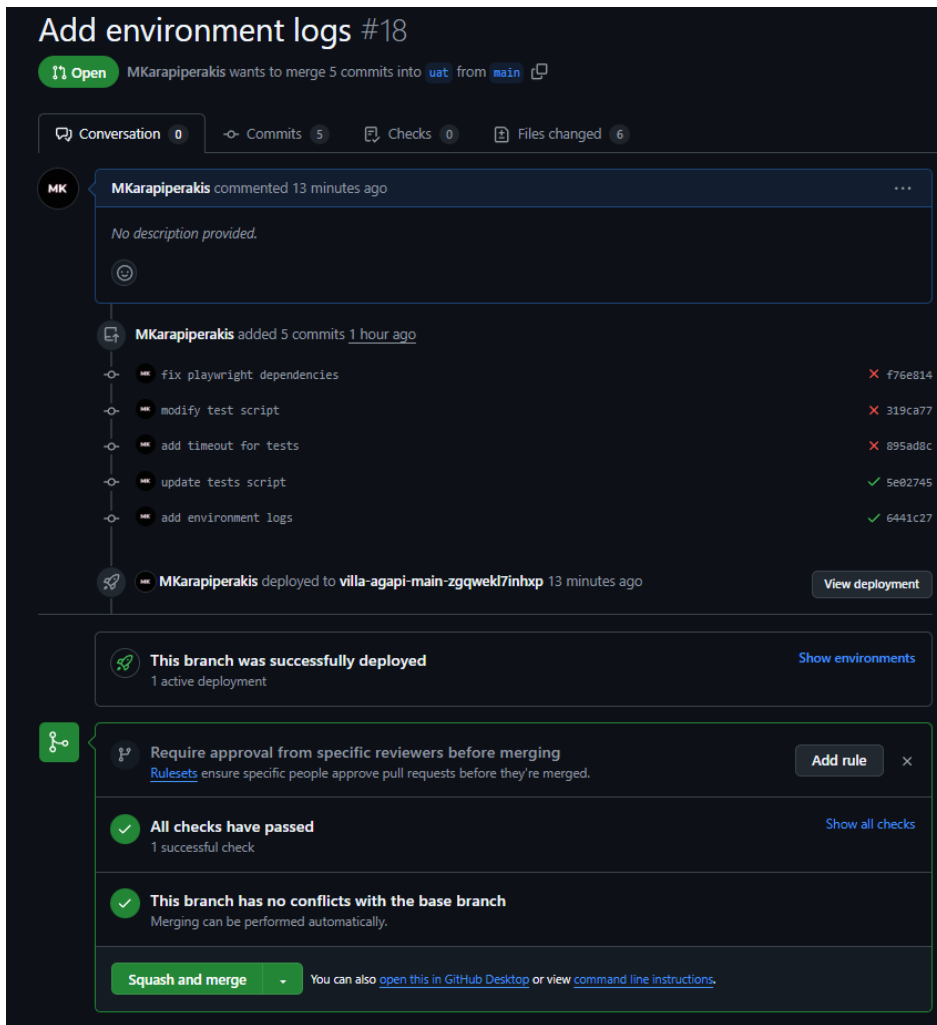 Add environment logs #18
Open MKarapiperakis wants to merge 5 commits into uat from main
Conversation 0 Commits 5 Checks 0 Files changed 6
MK MKarapiperakis commented 13 minutes ago ...
No description provided.
MKarapiperakis added 5 commits 1 hour ago
MK fix playwright dependencies f76e814
MK modify test script 319ca77
MK add timeout for tests 895ad8c
MK update tests script 5e02745
MK add environment logs 6441c27
MK MKarapiperakis deployed to villa-agapi-main-zgqwekl7inhxp 13 minutes ago View deployment
This branch was successfully deployed Show environments
1 active deployment
Require approval from specific reviewers before merging Add rule
Rulesets ensure specific people approve pull requests before they're merged.
All checks have passed Show all checks
1 successful check
This branch has no conflicts with the base branch
Merging can be performed automatically.
Squash and merge You can also open this in GitHub Desktop or view command line instructions.